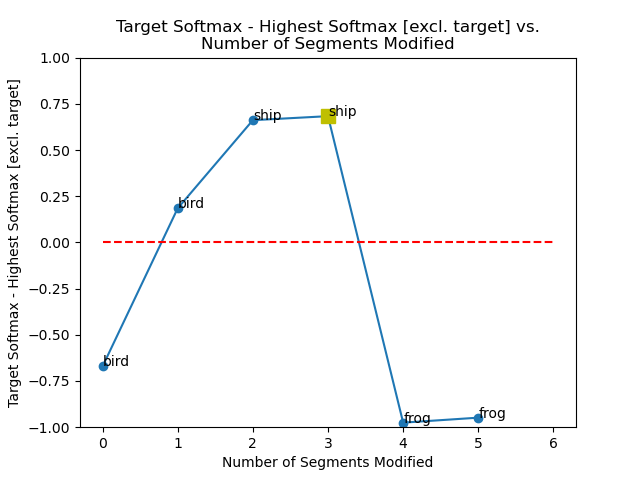 Target Softmax - Highest Softmax [excl. target] vs.
Number of Segments Modified
Target Softmax - Highest Softmax [excl. target]
1.00
0.75
0.50
0.25
0.00
−0.25
−0.50
−0.75
−1.00
bird
bird
ship
ship
frog
frog
0 1 2 3 4 5 6
Number of Segments Modified